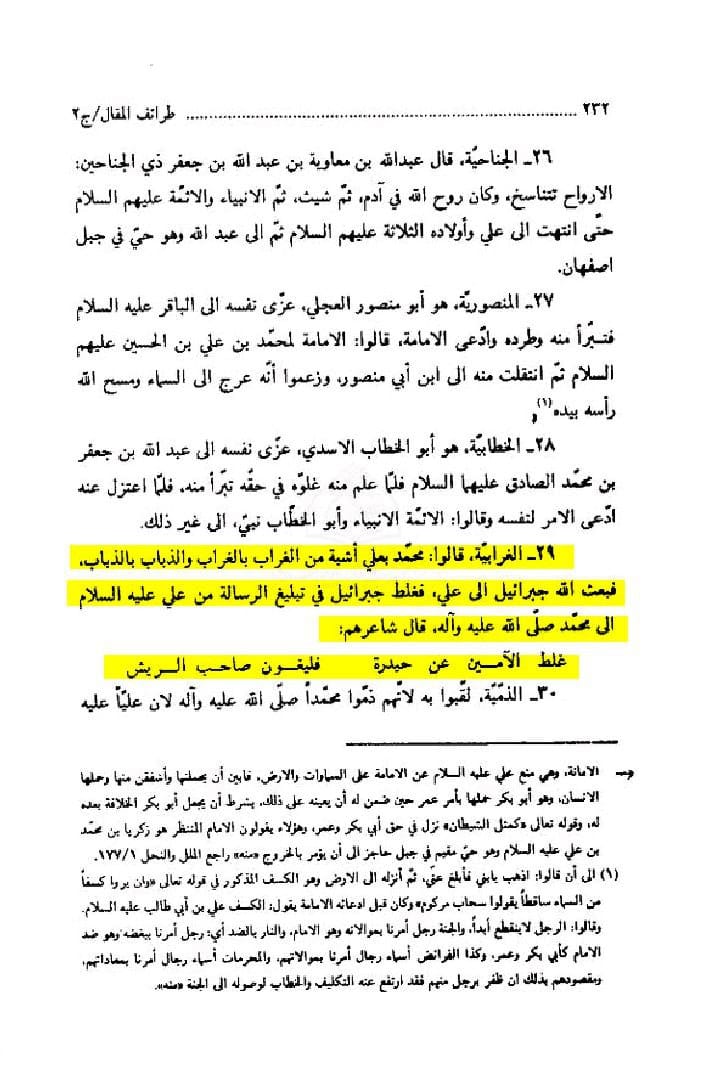 ٢٣٢ ........................................................................ طرائف المقال/ج٢
٢٦ـ الجناحيّة، قال عبدالله بن معاوية بن عبد الله بن جعفر ذي الجناحين:
الارواح تتناسخ، وكان روح الله في آدم، ثمّ شيث، ثمّ الانبياء والائمّة عليهم السلام
حتّى انتهت الى علي وأولاده الثلاثة عليهم السلام ثمّ الى عبد الله وهو حيّ في جبل
اصفهان.
٢٧ـ المنصوريّة، هو أبو منصور العجلي، عزّى نفسه الى الباقر عليه السلام
فتبرّأ منه وطرده وادّعى الامامة، قالوا: الامامة لمحمّد بن علي بن الحسين عليهم
السلام ثمّ انتقلت منه الى ابن أبي منصور، وزعموا أنّه عرج الى السماء ومسح الله
رأسه بيده(١).
٢٨ـ الخطابيّة، هو أبو الخطاب الاسدي، عزّى نفسه الى عبد الله بن جعفر
بن محمّد الصادق عليهما السلام فلمّا علم منه غلوّه في حقّه تبرّأ منه، فلمّا اعتزل عنه
ادّعى الامر لنفسه وقالوا: الائمّة الانبياء وأبو الخطّاب نبيّ، الى غير ذلك.
٢٩ـ الغرابيّة، قالوا: محمّد بعلي أشبه من الغراب بالغراب والذباب بالذباب،
فبعث الله جبرائيل الى علي، فغلط جبرائيل في تبليغ الرسالة من علي عليه السلام
الى محمّد صلّى الله عليه وآله، قال شاعرهم:
غلط الأمين عن حيدرة فليغون صاحب الريش
٣٠ـ الذمّيّة، لقّبوا به لانّهم ذمّوا محمّداً صلّى الله عليه وآله لان عليّاً عليه
الامانة، وهي منع علي عليه السلام عن الامامة على السماوات والارض، فأبين أن يحملنها وأشفقن منها وحملها
الانسان، وهو أبو بكر حملها بأمر عمر حين ضمن له أن يعينه على ذلك، بشرط أن يجعل أبو بكر الخلافة بعده
له، وقوله تعالى «كمثل الشيطان» نزل في حق أبي بكر وعمر، وهؤلاء يقولون الامام المنتظر هو زكريا بن محمّد
بن علي عليه السلام وهو حيّ مقيم في جبل حاجز الى أن يؤمر بالخروج «منه» راجع الملل والنحل ١/١٧٧.
(١) الى أن قالوا: اذهب يابني فأبلغ عنّي، ثمّ أنزله الى الارض وهو الكسف المذكور في قوله تعالى «وان يروا كسفاً
من السماء ساقطاً يقولوا سحاب مركوم» وكان قبل ادعائه الامامة يقول: الكسف علي بن أبي طالب عليه السلام.
وقالوا: الرجل لاينقطع أبداً، والجنة رجل أمرنا بموالاته وهو الامام، والنار بالضد أي: رجل أمرنا ببغضه وهو ضد
الامام كأبي بكر وعمر، وكذا الفرائض أسماء رجال أمرنا بموالاتهم، والمحرمات أسماء رجال أمرنا بمعاداتهم،
ومقصودهم بذلك ان ظفر برجل منهم فقد ارتفع عنه التكليف والخطاب لوصوله الى الجنة «منه».